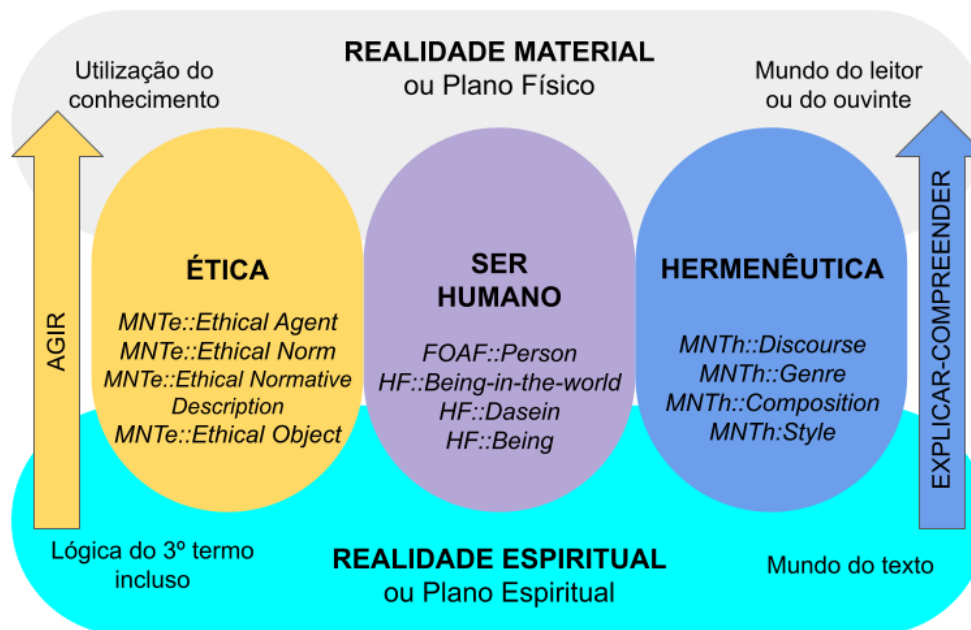 REALIDADE MATERIAL
ou Plano Físico
Utilização do
conhecimento
Mundo do leitor
ou do ouvinte
AGIR
ÉTICA
MNTe::Ethical Agent
MNTe::Ethical Norm
MNTe::Ethical Normative
Description
MNTe::Ethical Object
SER
HUMANO
FOAF::Person
HF::Being-in-the-world
HF::Dasein
HF::Being
HERMENÊUTICA
MNTh::Discourse
MNTh::Genre
MNTh::Composition
MNTh:Style
EXPLICAR-COMPREENDER
Lógica do 3º termo
incluso
REALIDADE ESPIRITUAL
ou Plano Espiritual
Mundo do texto